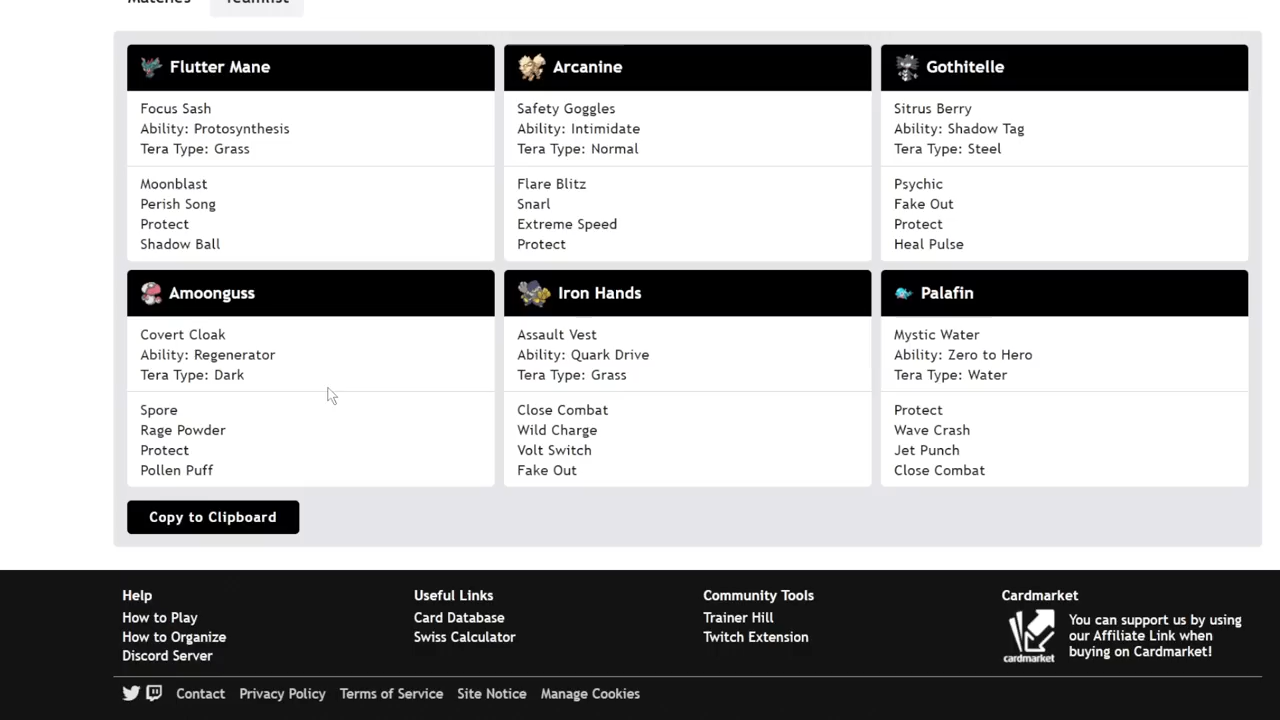 Matches Teamlist
Flutter Mane
Focus Sash
Ability: Protosynthesis
Tera Type: Grass
Moonblast
Perish Song
Protect
Shadow Ball
Arcanine
Safety Goggles
Ability: Intimidate
Tera Type: Normal
Flare Blitz
Snarl
Extreme Speed
Protect
Gothitelle
Sitrus Berry
Ability: Shadow Tag
Tera Type: Steel
Psychic
Fake Out
Protect
Heal Pulse
Amoonguss
Covert Cloak
Ability: Regenerator
Tera Type: Dark
Spore
Rage Powder
Protect
Pollen Puff
Iron Hands
Assault Vest
Ability: Quark Drive
Tera Type: Grass
Close Combat
Wild Charge
Volt Switch
Fake Out
Palafin
Mystic Water
Ability: Zero to Hero
Tera Type: Water
Protect
Wave Crash
Jet Punch
Close Combat
Copy to Clipboard
Help
How to Play
How to Organize
Discord Server
Useful Links
Card Database
Swiss Calculator
Community Tools
Trainer Hill
Twitch Extension
Cardmarket
cardmarket
You can support us by using
our Affiliate Link when
buying on Cardmarket!
Contact Privacy Policy Terms of Service Site Notice Manage Cookies